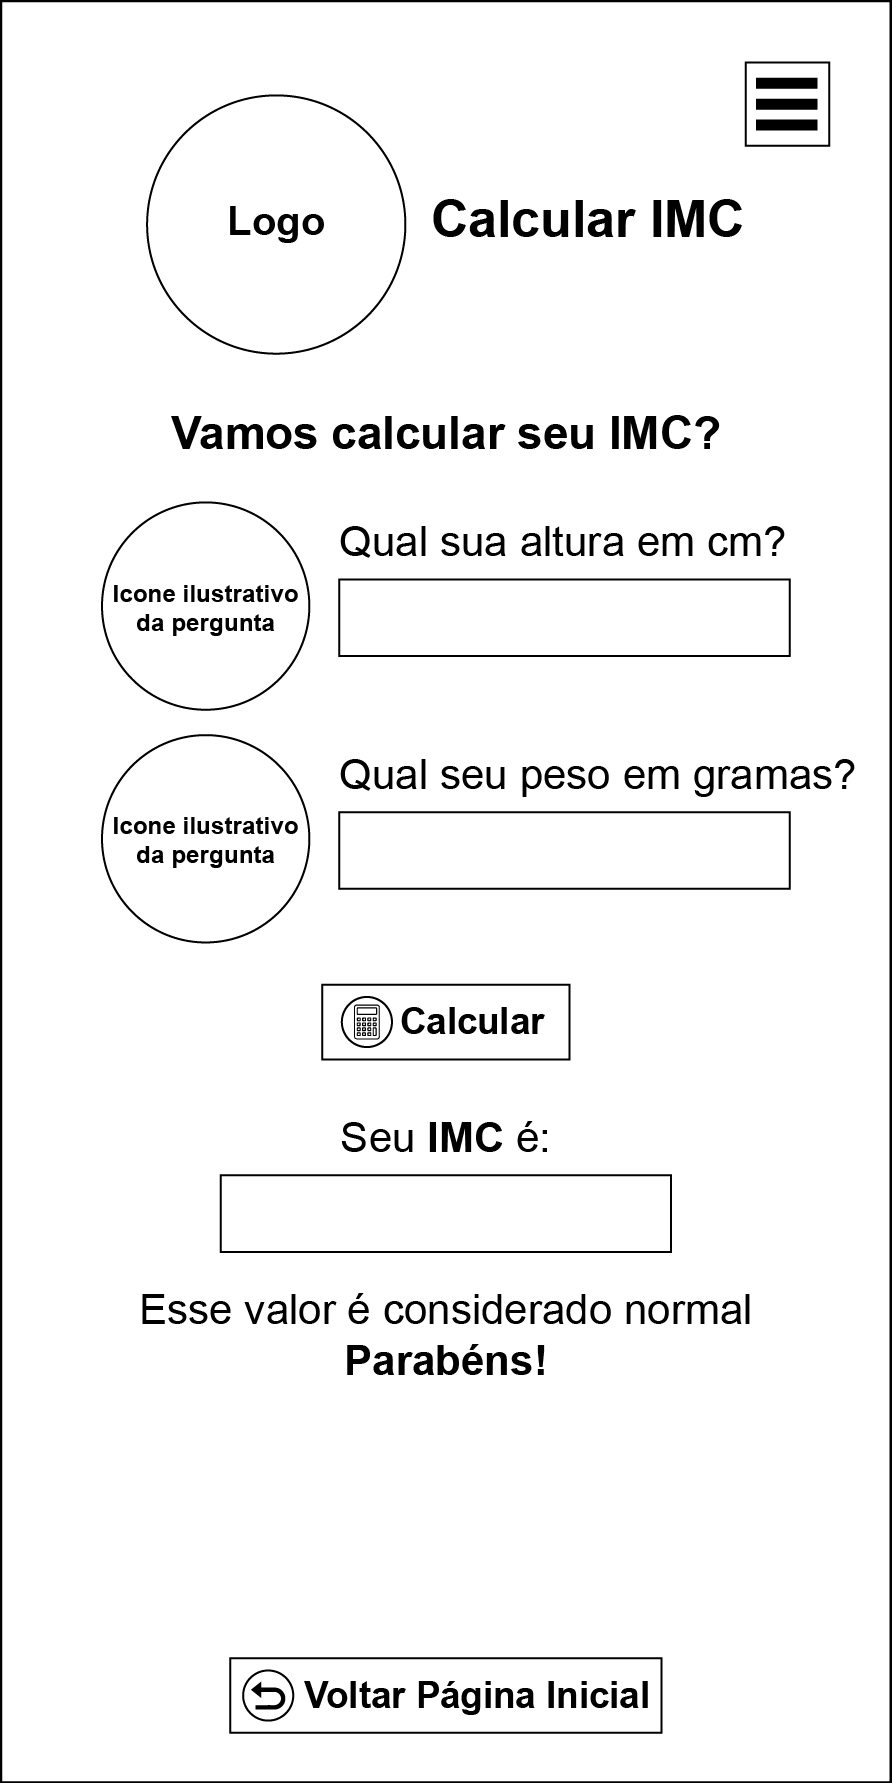 Logo
Calcular IMC
Vamos calcular seu IMC?
Icone ilustrativo
da pergunta
Qual sua altura em cm?
Icone ilustrativo
da pergunta
Qual seu peso em gramas?
Calcular
Seu IMC é:
Esse valor é considerado normal
Parabéns!
Voltar Página Inicial